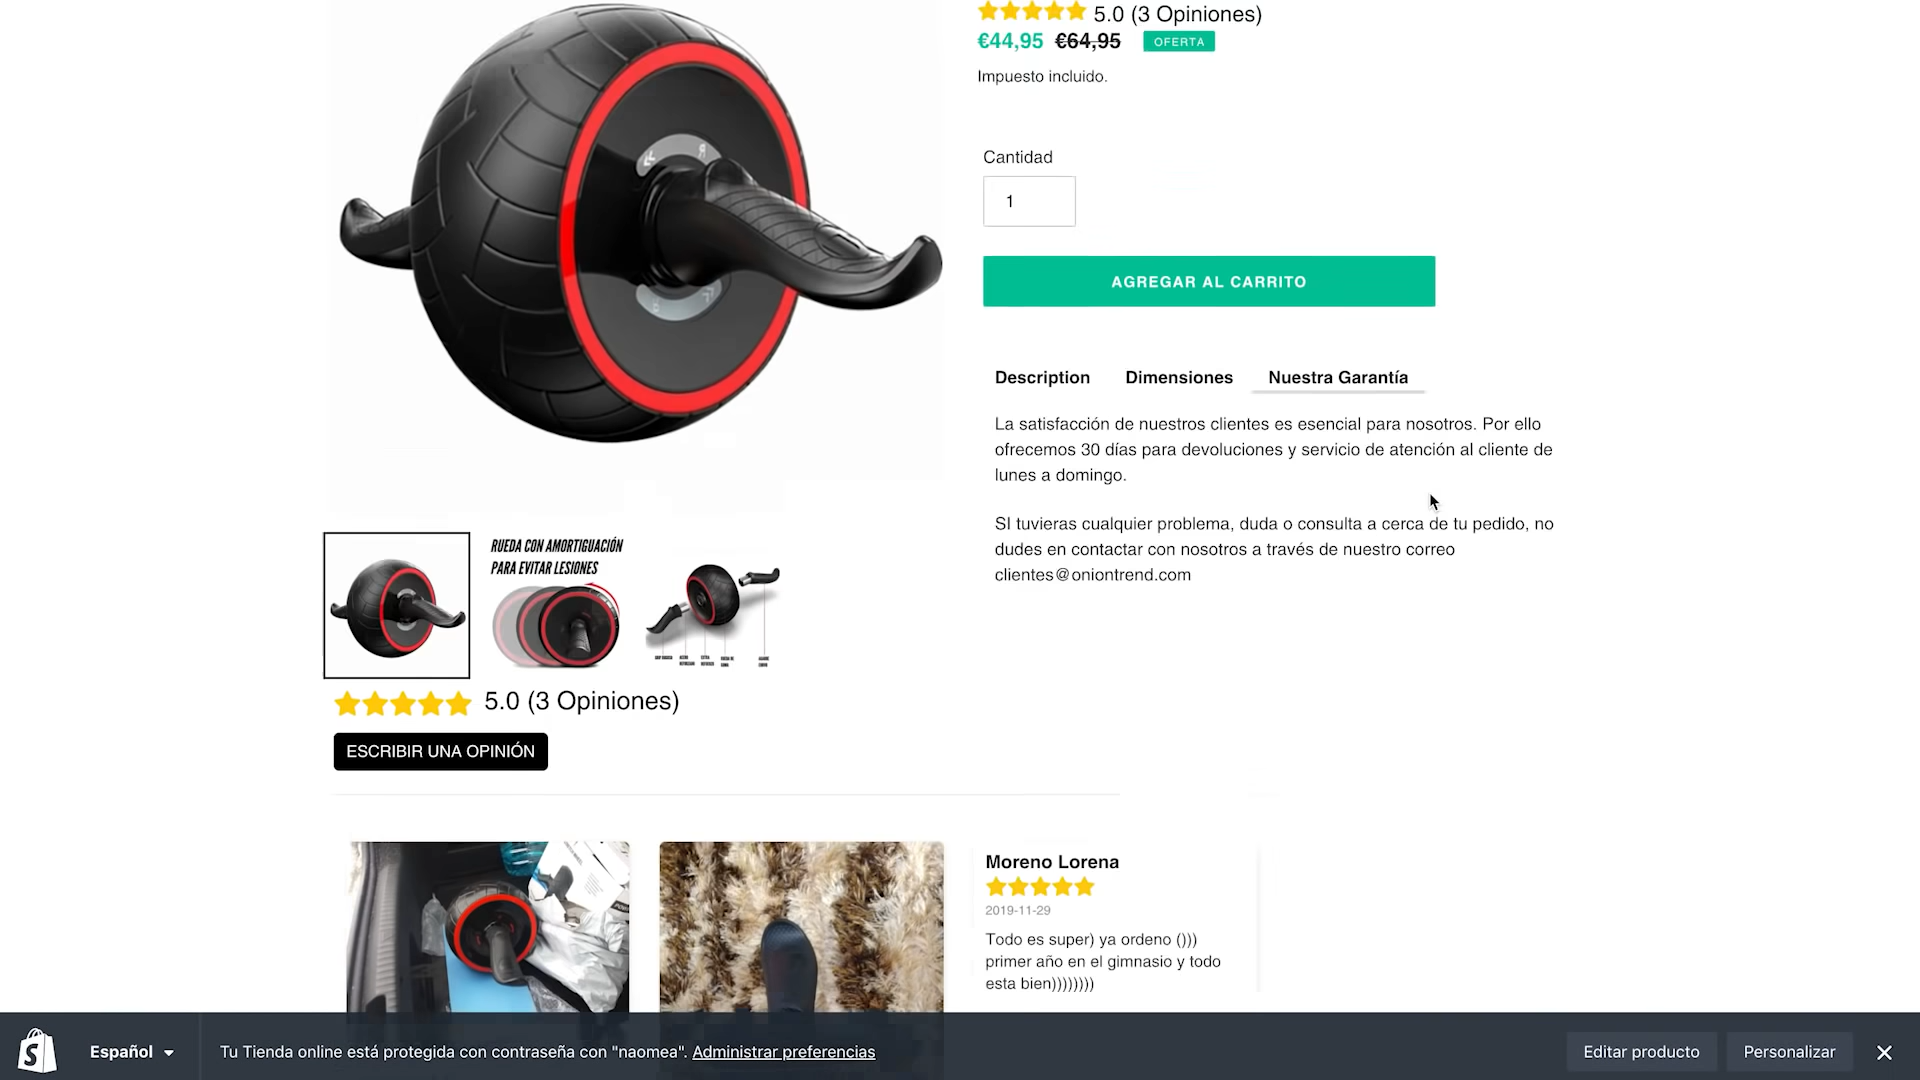 5.0 (3 Opiniones)
€44,95 €64,95 OFERTA
Impuesto incluido.
Cantidad
1
AGREGAR AL CARRITO
Description Dimensiones Nuestra Garantía
La satisfacción de nuestros clientes es esencial para nosotros. Por ello
ofrecemos 30 días para devoluciones y servicio de atención al cliente de
lunes a domingo.
SI tuvieras cualquier problema, duda o consulta a cerca de tu pedido, no
dudes en contactar con nosotros a través de nuestro correo
clientes@oniontrend.com
RUEDA CON AMORTIGUACIÓN
PARA EVITAR LESIONES
5.0 (3 Opiniones)
ESCRIBIR UNA OPINIÓN
Moreno Lorena
2019-11-29
Todo es super) ya ordeno ()))
primer año en el gimnasio y todo
esta bien))))))))
Español
Tu Tienda online está protegida con contraseña con "naomea". Administrar preferencias
Editar producto
Personalizar